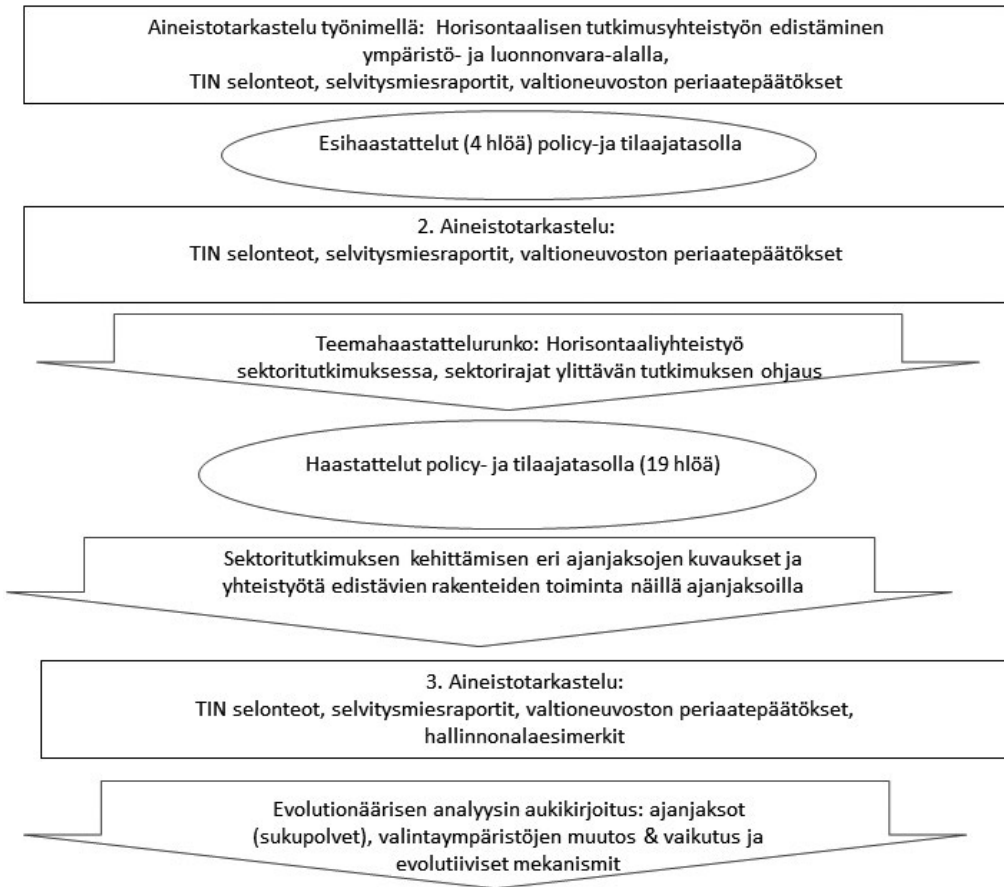 Aineistotarkastelu työnimellä: Horisontaalisen tutkimusyhteistyön edistäminen
ympäristö- ja luonnonvara-alalla,
TIN selonteot, selvitysmiesraportit, valtioneuvoston periaatepäätökset
Esihaastattelut (4 hlöä) policy-ja tilaajatasolla
2. Aineistotarkastelu:
TIN selonteot, selvitysmiesraportit, valtioneuvoston periaatepäätökset
Teemahaastattelurunko: Horisontaaliyhteistyö
sektoritutkimuksessa, sektorirajat ylittävän tutkimuksen ohjaus
Haastattelut policy- ja tilaajatasolla (19 hlöä)
Sektoritutkimuksen kehittämisen eri ajanjaksojen kuvaukset ja
yhteistyötä edistävien rakenteiden toiminta näillä ajanjaksoilla
3. Aineistotarkastelu:
TIN selonteot, selvitysmiesraportit, valtioneuvoston periaatepäätökset,
hallinnonalaesimerkit
Evolutionäärisen analyysin aukikirjoitus: ajanjaksot
(sukupolvet), valintaympäristöjen muutos & vaikutus ja
evolutiiviset mekanismit